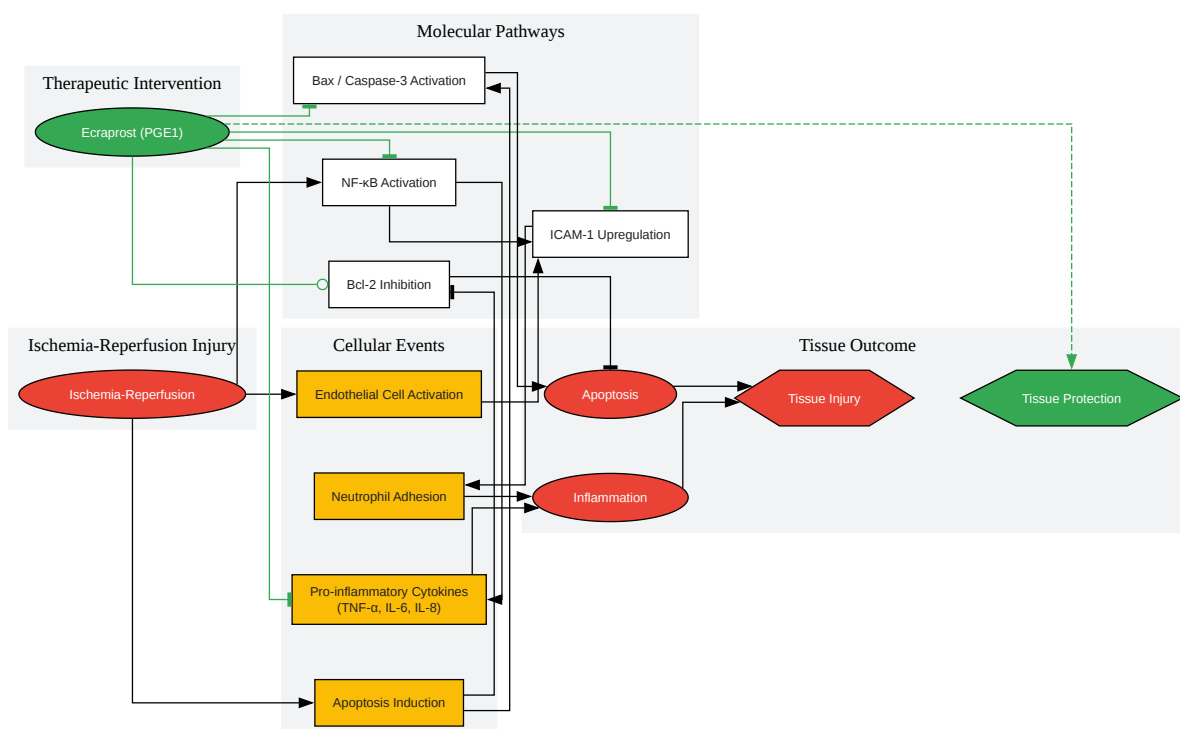 Molecular Pathways
Therapeutic Intervention
Bax / Caspase-3 Activation
Ecraprost (PGE1)
NF-κB Activation
ICAM-1 Upregulation
Bcl-2 Inhibition
Ischemia-Reperfusion Injury
Cellular Events
Tissue Outcome
Ischemia-Reperfusion
Endothelial Cell Activation
Apoptosis
Tissue Injury
Tissue Protection
Neutrophil Adhesion
Inflammation
Pro-inflammatory Cytokines
(TNF-α, IL-6, IL-8)
Apoptosis Induction